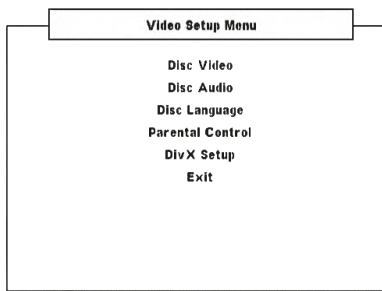 Video Setup Menu
Disc Video
Disc Audio
Disc Language
Parental Control
DivX Setup
Exit